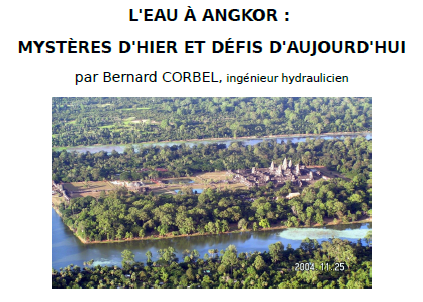 L'EAU À ANGKOR :
MYSTÈRES D'HIER ET DÉFIS D'AUJOURD'HUI
par Bernard CORBEL, ingénieur hydraulicien
2004 11 25